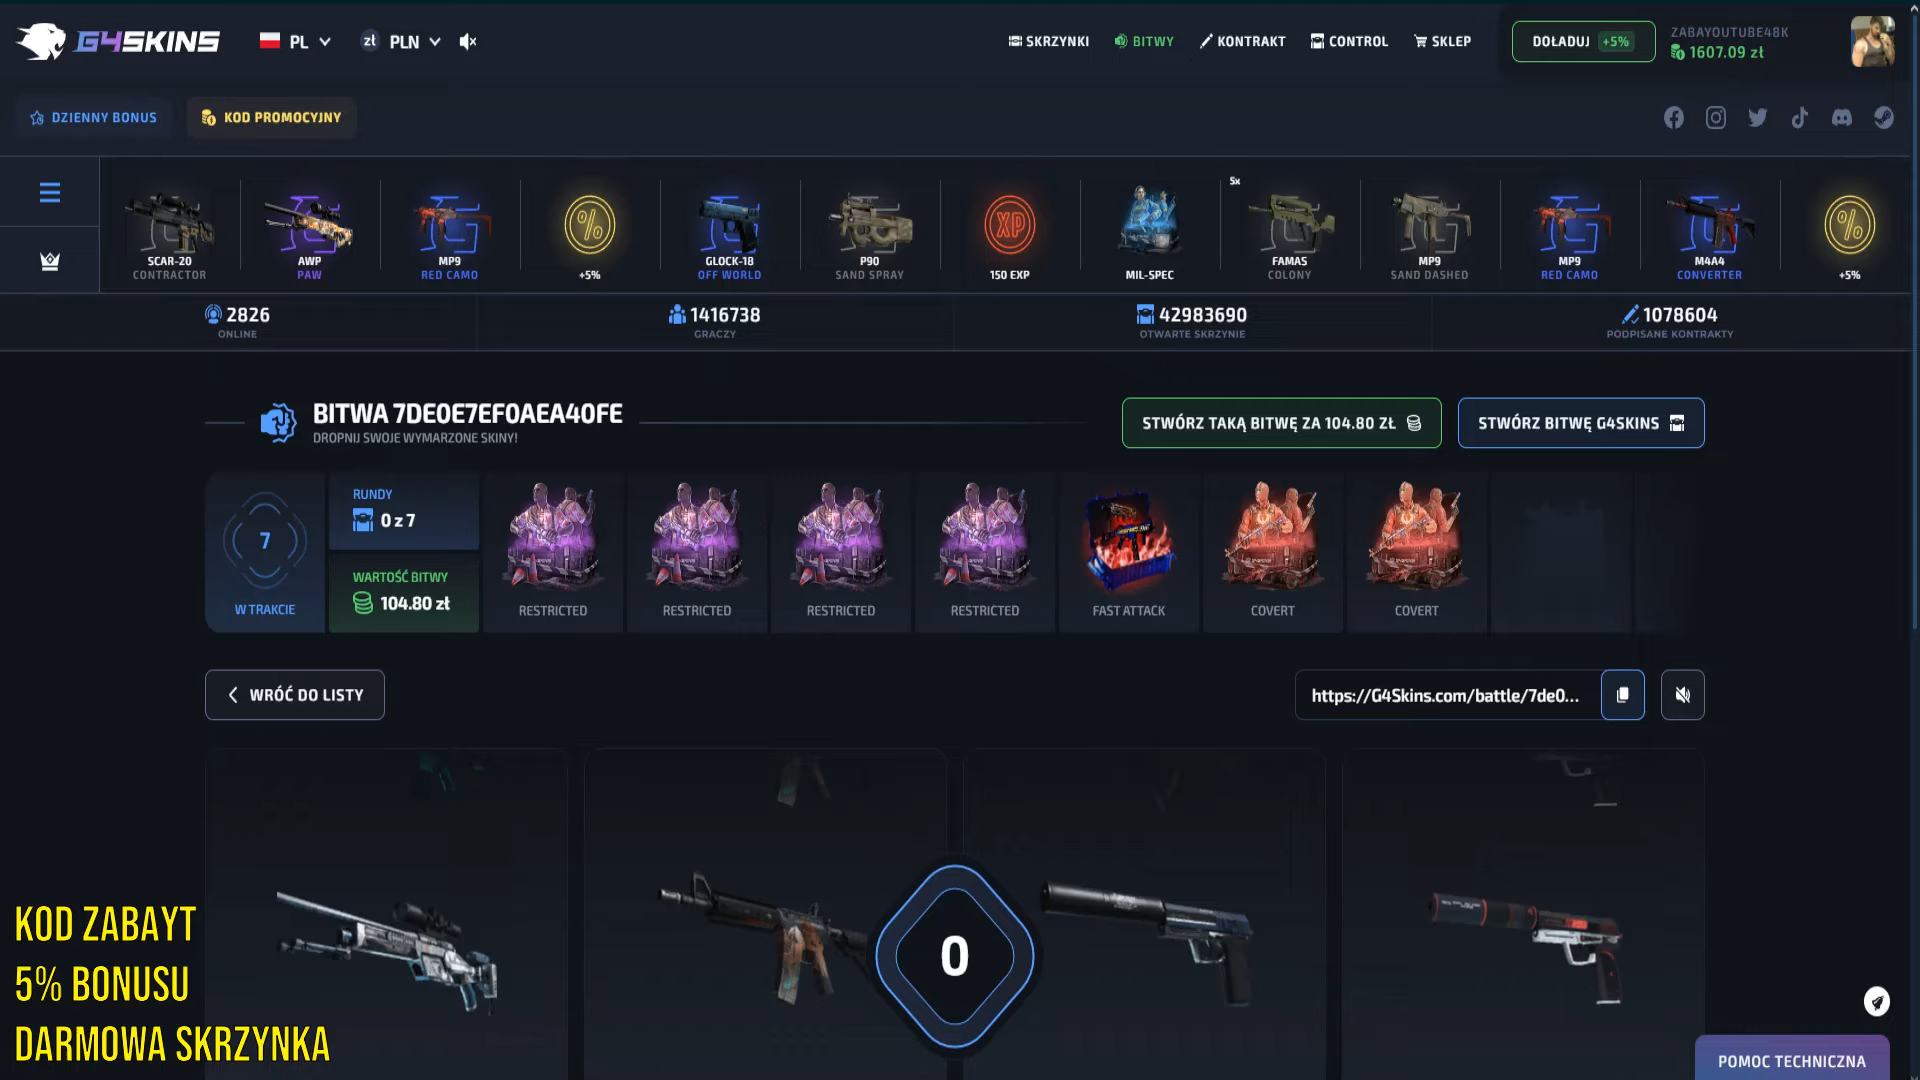 G4SKINS
PL
zł PLN
SKRZYNKI
BITWY
KONTRAKT
CONTROL
SKLEP
DOŁADUJ +5%
ZABAYOUTUBE48K
1607.09 zł
DZIENNY BONUS
KOD PROMOCYJNY
SCAR-20
CONTRACTOR
AWP
PAW
MP9
RED CAMO
%
+5%
GLOCK-18
OFF WORLD
P90
SAND SPRAY
XP
150 EXP
MIL-SPEC
5x
FAMAS
COLONY
MP9
SAND DASHED
MP9
RED CAMO
M4A4
CONVERTER
%
+5%
2826
ONLINE
1416738
GRACZY
42983690
OTWARTE SKRZYNIE
1078604
PODPISANE KONTRAKTY
BITWA 7DE0E7EF0AEA40FE
DROPNIJ SWOJE WYMARZONE SKINY!
STWÓRZ TAKĄ BITWĘ ZA 104.80 ZŁ
STWÓRZ BITWĘ G4SKINS
7
W TRAKCIE
RUNDY
0 z 7
WARTOŚĆ BITWY
104.80 zł
RESTRICTED
RESTRICTED
RESTRICTED
RESTRICTED
FAST ATTACK
COVERT
COVERT
WRÓĆ DO LISTY
https://G4Skins.com/battle/7de0...
0
KOD ZABAYT
5% BONUSU
DARMOWA SKRZYNKA
POMOC TECHNICZNA